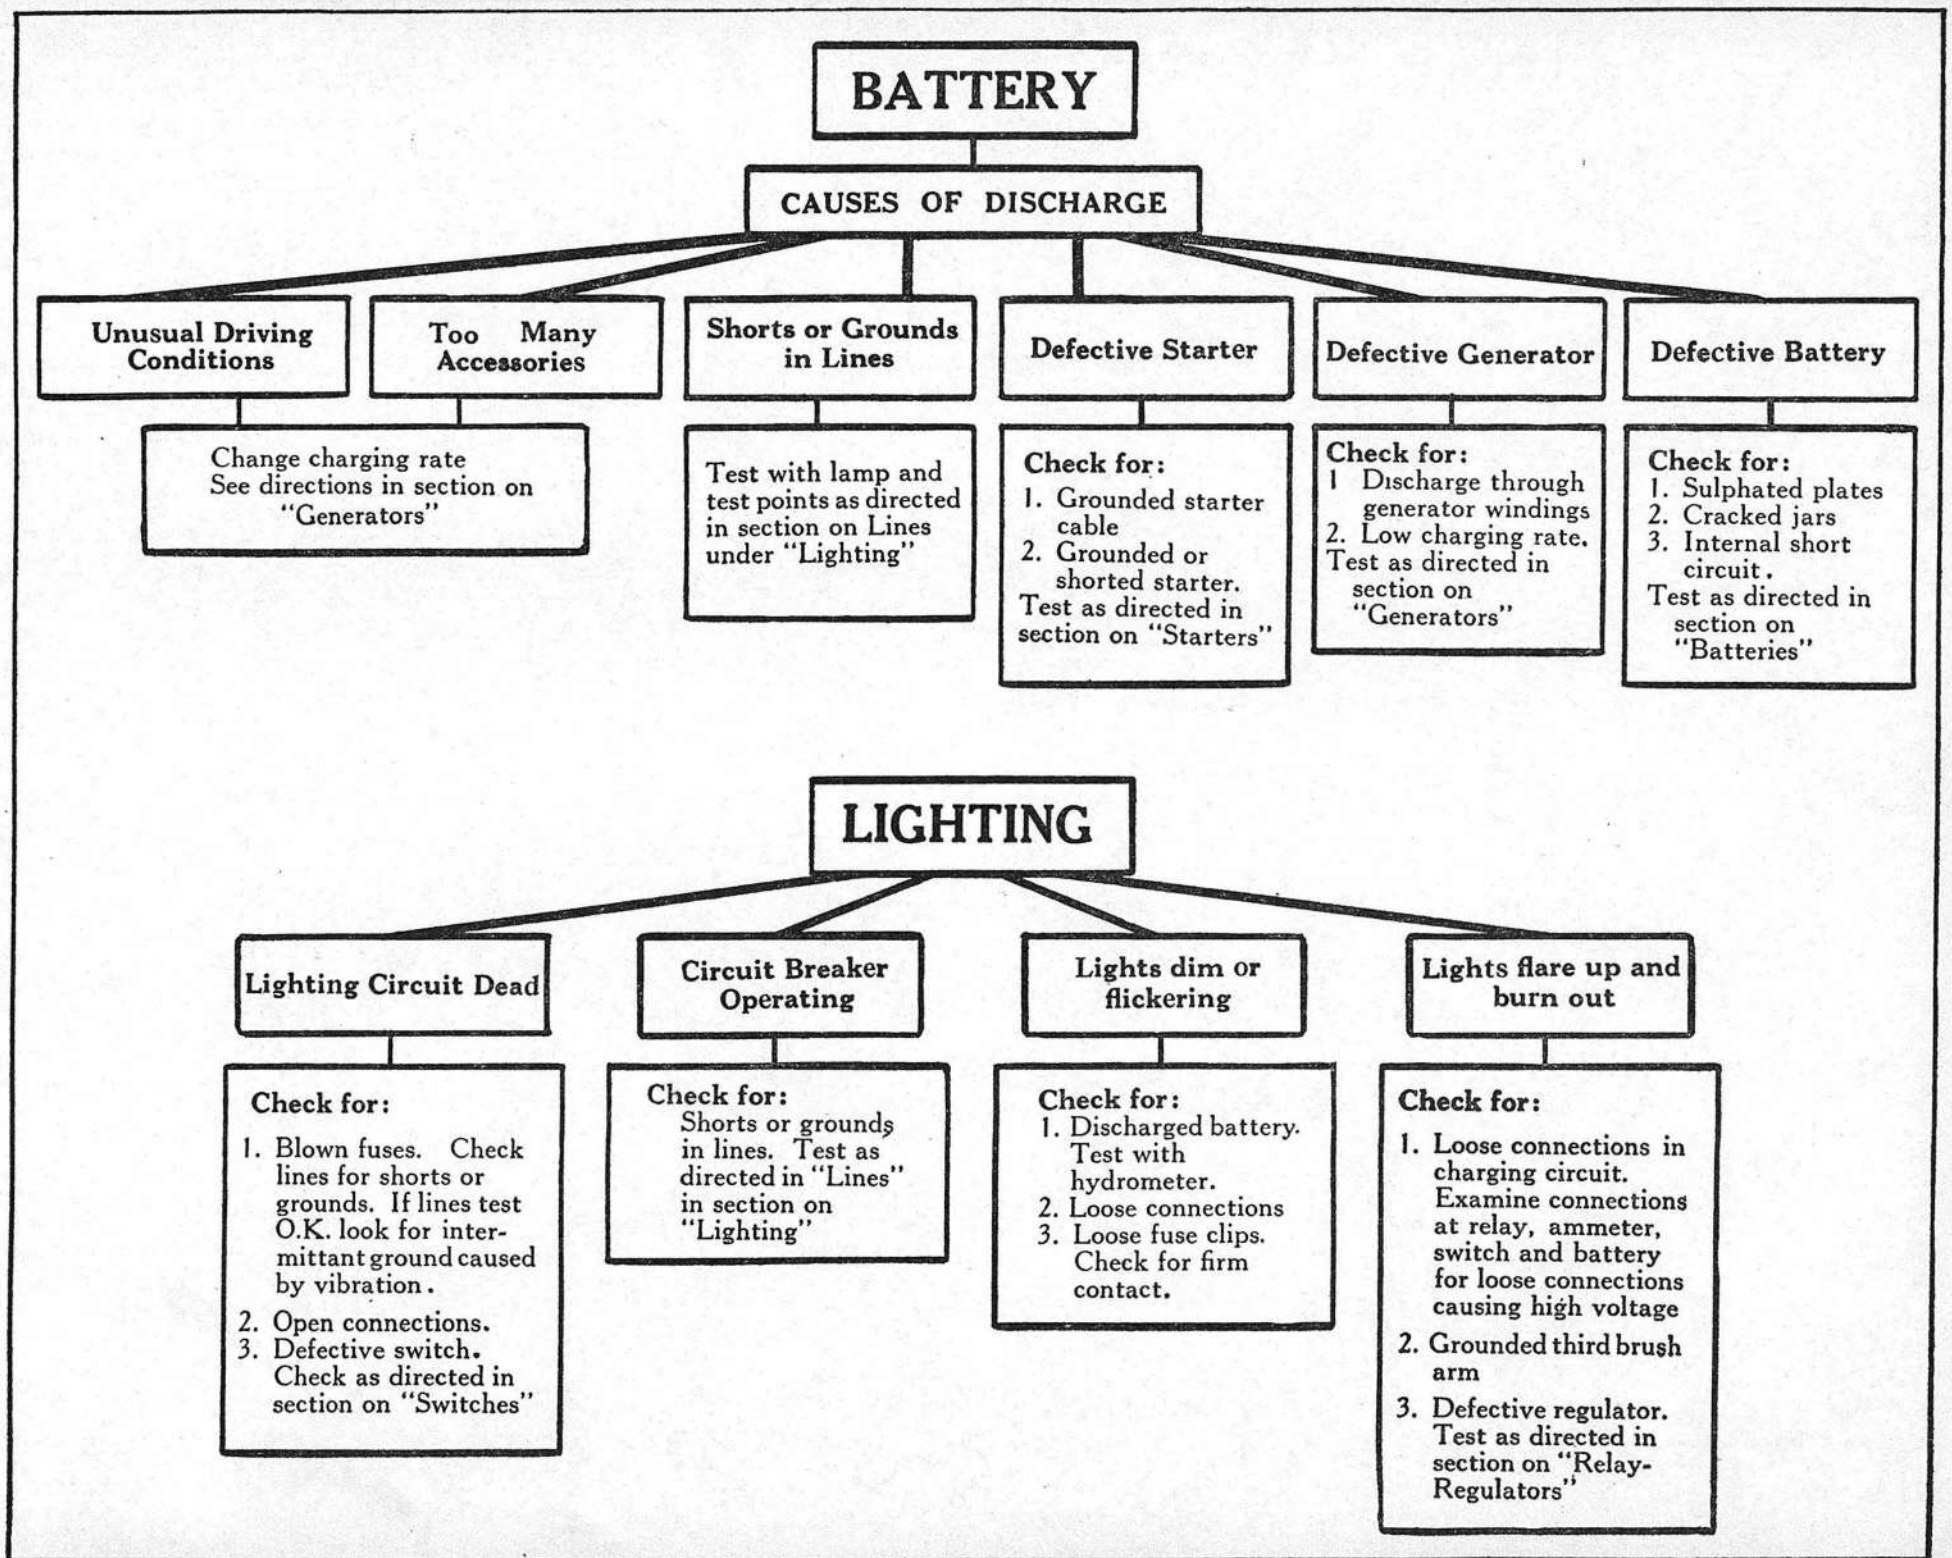 BATTERY
CAUSES OF DISCHARGE
Unusual Driving
Conditions
Too Many
Accessories
Shorts or Grounds
in Lines
Defective Starter
Defective Generator
Defective Battery
Change charging rate
See directions in section on
“Generators”
Test with lamp and
test points as directed
in section on Lines
under “Lighting”
Check for:
1. Grounded starter
cable
2. Grounded or
shorted starter.
Test as directed in
section on “Starters”
Check for:
1 Discharge through
generator windings
2. Low charging rate.
Test as directed in
section on
“Generators”
Check for:
1. Sulphated plates
2. Cracked jars
3. Internal short
circuit.
Test as directed in
section on
“Batteries”
LIGHTING
Lighting Circuit Dead
Circuit Breaker
Operating
Lights dim or
flickering
Lights flare up and
burn out
Check for:
1. Blown fuses. Check
lines for shorts or
grounds. If lines test
O.K. look for inter-
mittant ground caused
by vibration.
2. Open connections.
3. Defective switch.
Check as directed in
section on “Switches”
Check for:
Shorts or grounds
in lines. Test as
directed in “Lines”
in section on
“Lighting”
Check for:
1. Discharged battery.
Test with
hydrometer.
2. Loose connections
3. Loose fuse clips.
Check for firm
contact.
Check for:
1. Loose connections in
charging circuit.
Examine connections
at relay, ammeter,
switch and battery
for loose connections
causing high voltage
2. Grounded third brush
arm
3. Defective regulator.
Test as directed in
section on “Relay-
Regulators”